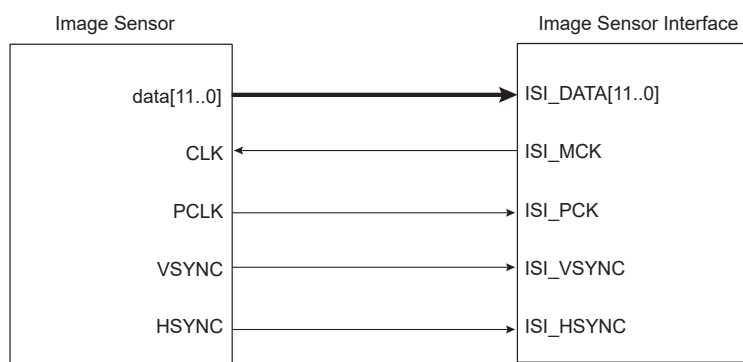 Image Sensor
Image Sensor Interface
data[11..0]
ISI_DATA[11..0]
CLK
ISI_MCK
PCLK
ISI_PCK
VSYNC
ISI_VSYNC
HSYNC
ISI_HSYNC